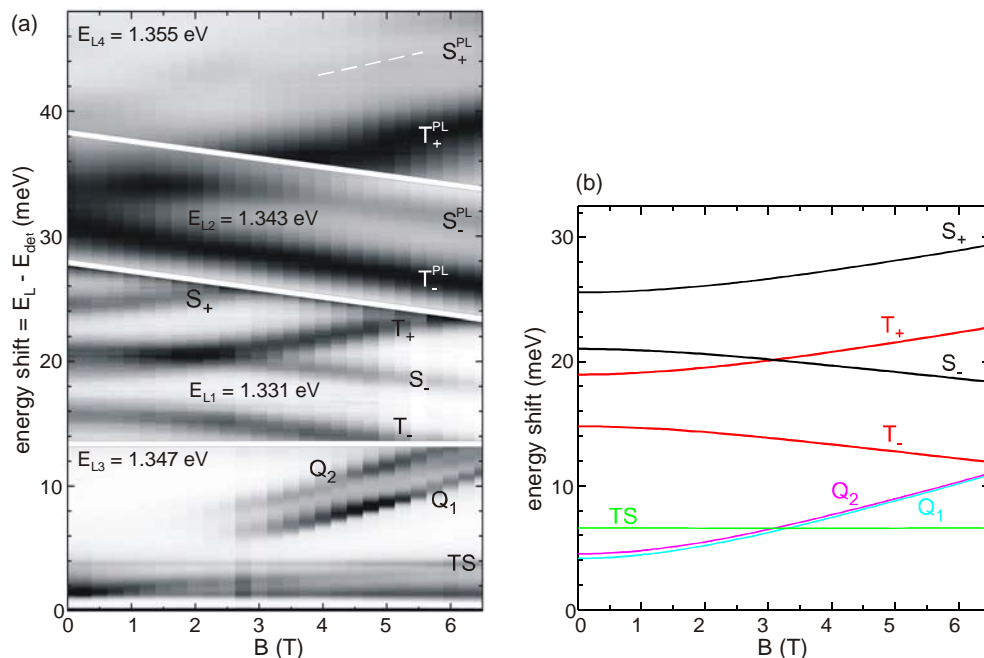 (a)
E_L4 = 1.355 eV
S_+^PL
T_+^PL
E_L2 = 1.343 eV
S_-^PL
T_-^PL
S_+
T_+
E_L1 = 1.331 eV
S_-
T_-
E_L3 = 1.347 eV
Q_2
Q_1
TS
energy shift = E_L - E_det (meV)
40
30
20
10
0
0 1 2 3 4 5 6
B (T)
(b)
S_+
T_+
S_-
T_-
Q_2
Q_1
TS
energy shift (meV)
30
20
10
0
0 1 2 3 4 5 6
B (T)